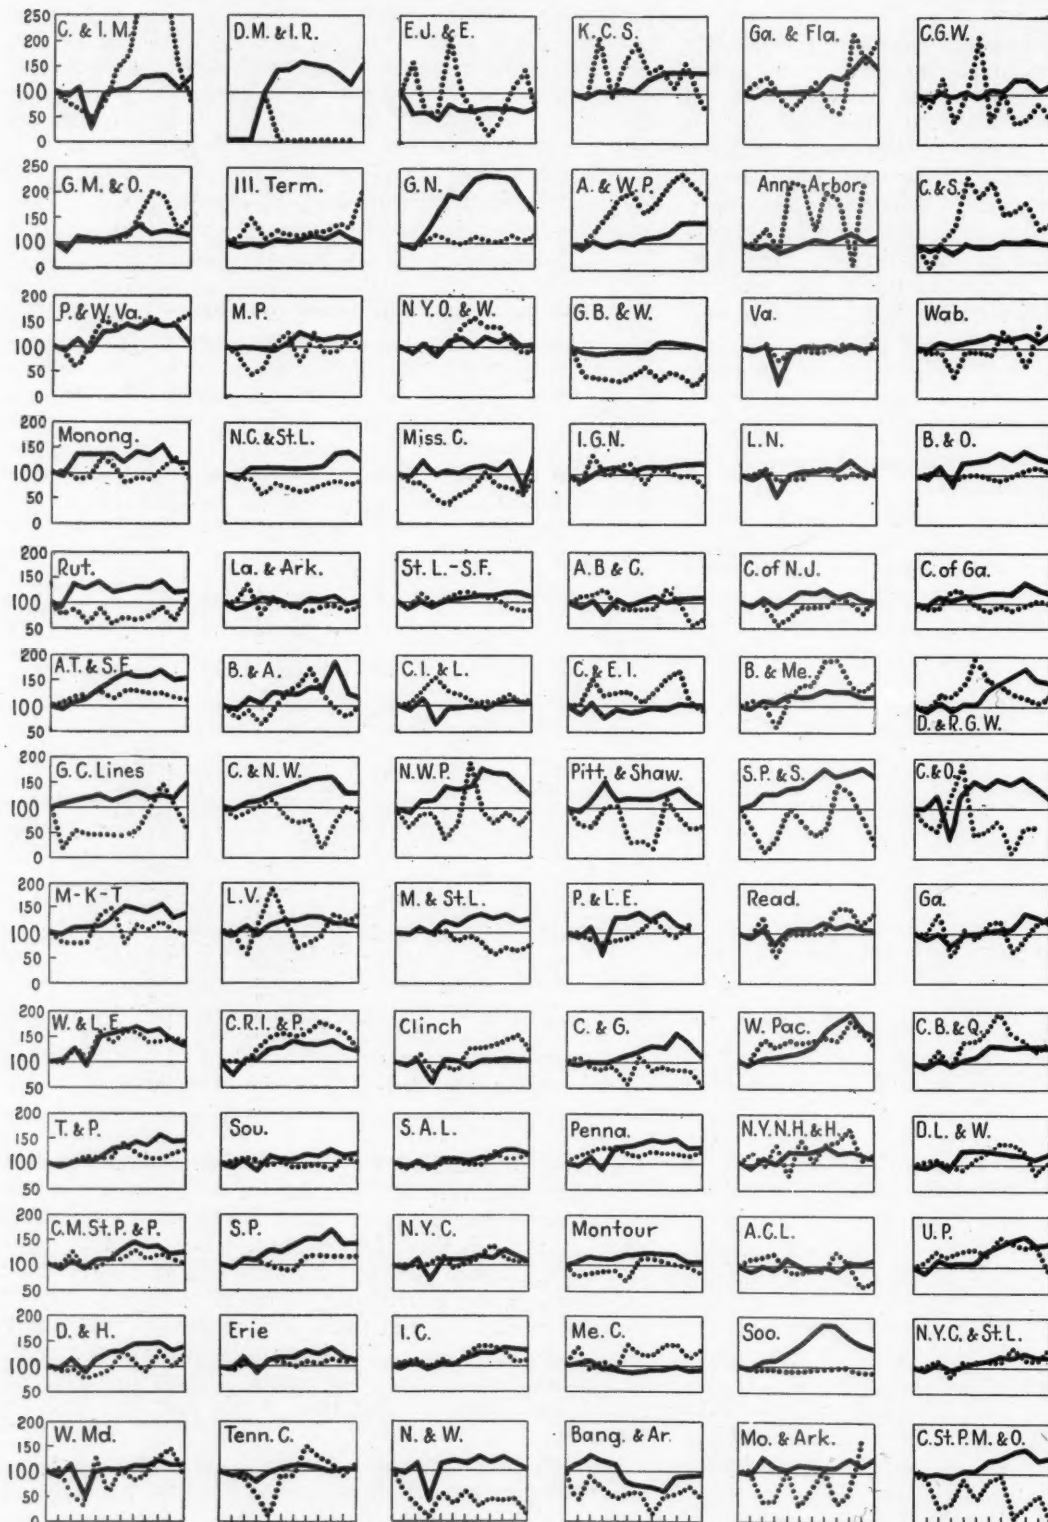 250
200
150
100
50
0
C. & I. M.
D.M. & I.R.
E.J. & E.
K.C.S.
Ga. & Fla.
C.G.W.
250
200
150
100
50
0
G.M. & O.
Ill. Term.
G.N.
A. & W.P.
Ann Arbor
C. & S.
200
150
100
50
0
P. & W. Va.
M.P.
N.Y.O. & W.
G.B. & W.
Va.
Wab.
200
150
100
50
0
Monong.
N.C. & St.L.
Miss. C.
I.G.N.
L.N.
B. & O.
200
150
100
50
Rut.
La. & Ark.
St. L.-S.F.
A.B & C.
C. of N.J.
C. of Ga.
200
150
100
50
A.T. & S.F.
B. & A.
C.I. & L.
C. & E.I.
B. & Me.
D. & R.G.W.
200
150
100
50
0
G.C. Lines
C. & N.W.
N.W.P.
Pitt. & Shaw.
S.P. & S.
C. & O.
200
150
100
50
0
M-K-T
L.V.
M. & St.L.
P. & L.E.
Read.
Ga.
200
150
100
50
W. & L.E.
C.R.I. & P.
Clinch
C. & G.
W. Pac.
C.B. & Q.
200
150
100
50
T. & P.
Sou.
S.A.L.
Penna.
N.Y.N.H. & H.
D.L. & W.
200
150
100
50
C.M.St.P. & P.
S.P.
N.Y.C.
Montour
A.C.L.
U.P.
200
150
100
50
D. & H.
Erie
I.C.
Me. C.
Soo.
N.Y.C. & St.L.
200
150
100
50
0
W. Md.
Tenn. C.
N. & W.
Bang. & Ar.
Mo. & Ark.
C.St.P.M. & O.